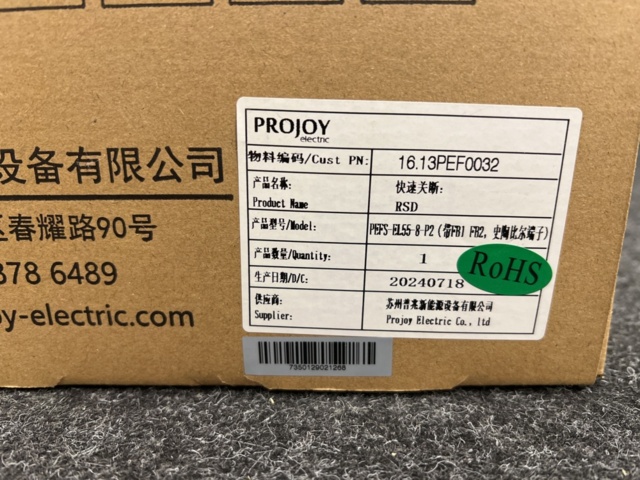 设备有限公司
春耀路90号
878 6489
oy-electric.com
PROJOY
electric
物料编码/Cust PN: 16.13PEF0032
产品名称: 快速关断:
Product Name RSD
产品型号/Model: PEFS-EL55-8-P2（带FB1 FB2, 史陶比尔端子）
产品数量/Quantity: 1
RoHS
生产日期/D/C: 20240718
供应商: 苏州普兆新能源设备有限公司
Supplier: Projoy Electric Co., ltd
7350129021268